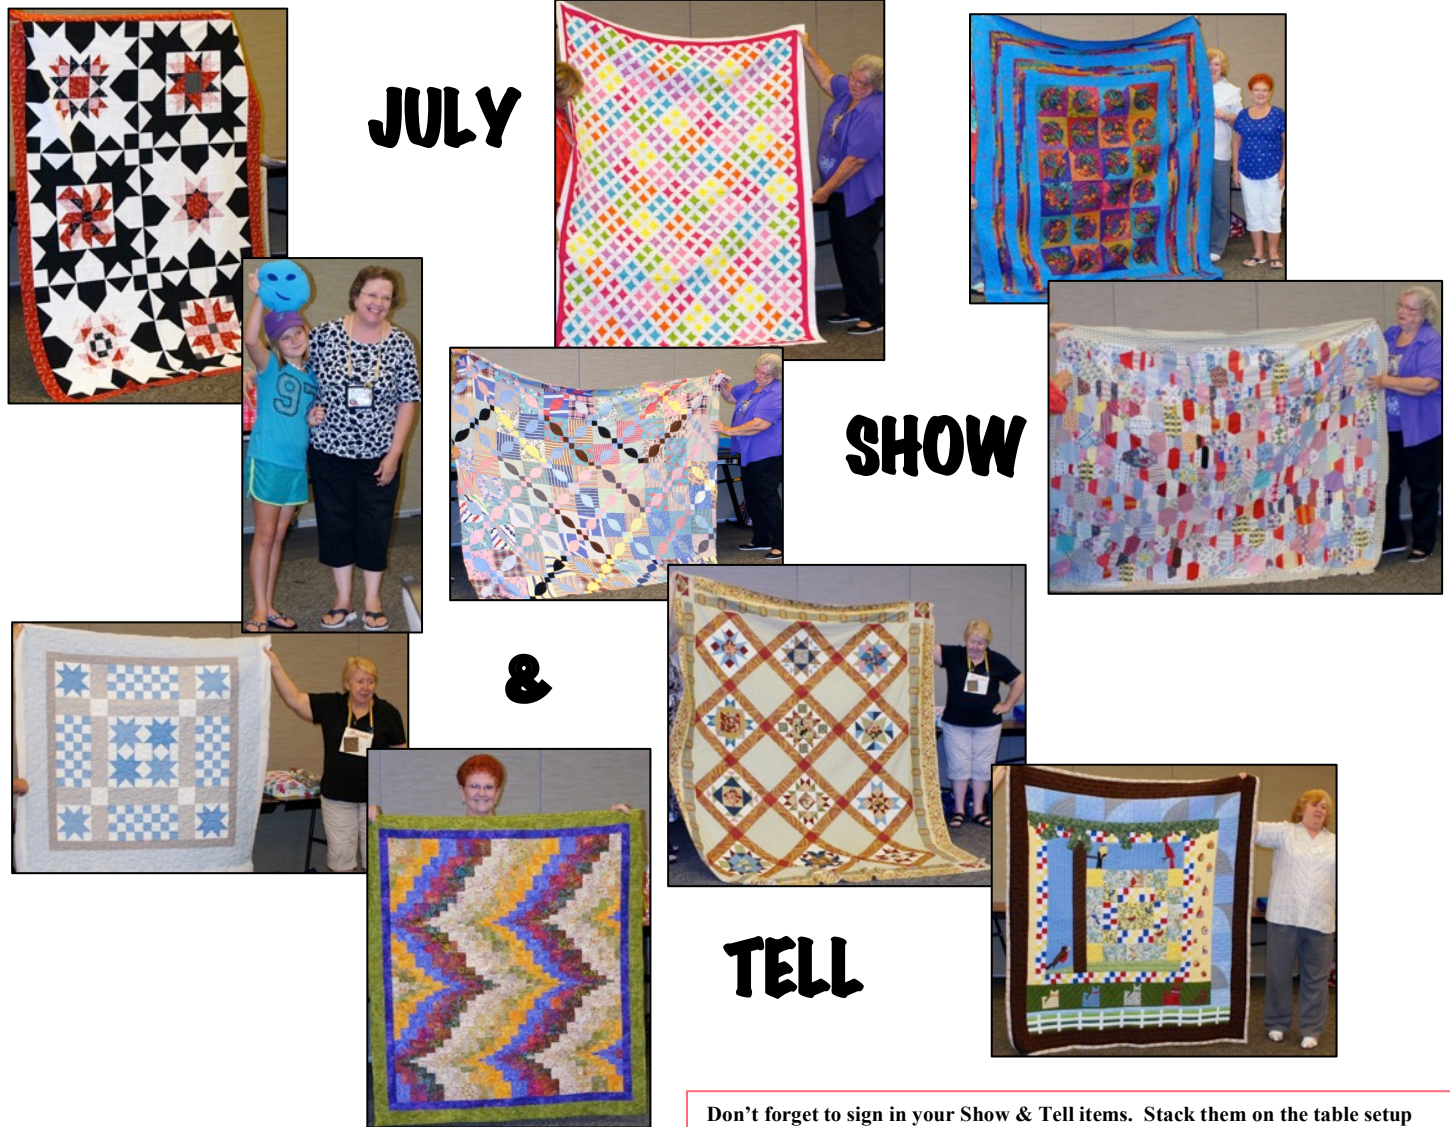 JULY
SHOW
&
TELL
Don't forget to sign in your Show & Tell items.  Stack them on the table setup